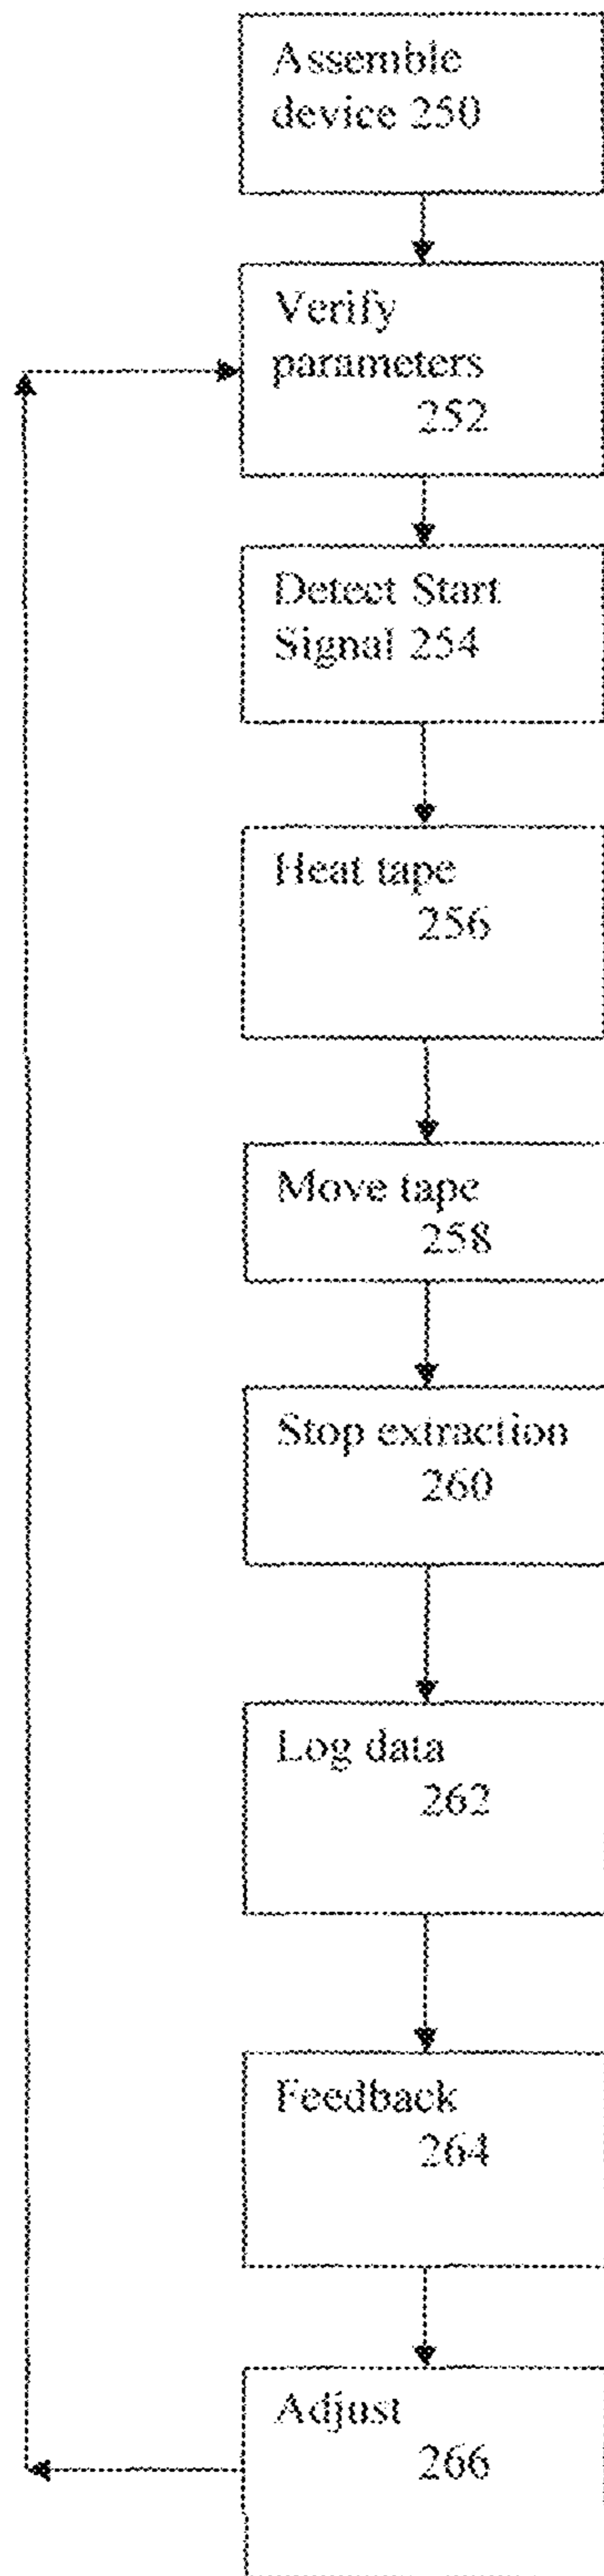 Assemble
device 250
Verify
parameters
252
Detect Start
Signal 254
Heat tape
256
Move tape
258
Stop extraction
260
Log data
262
Feedback
264
Adjust
266